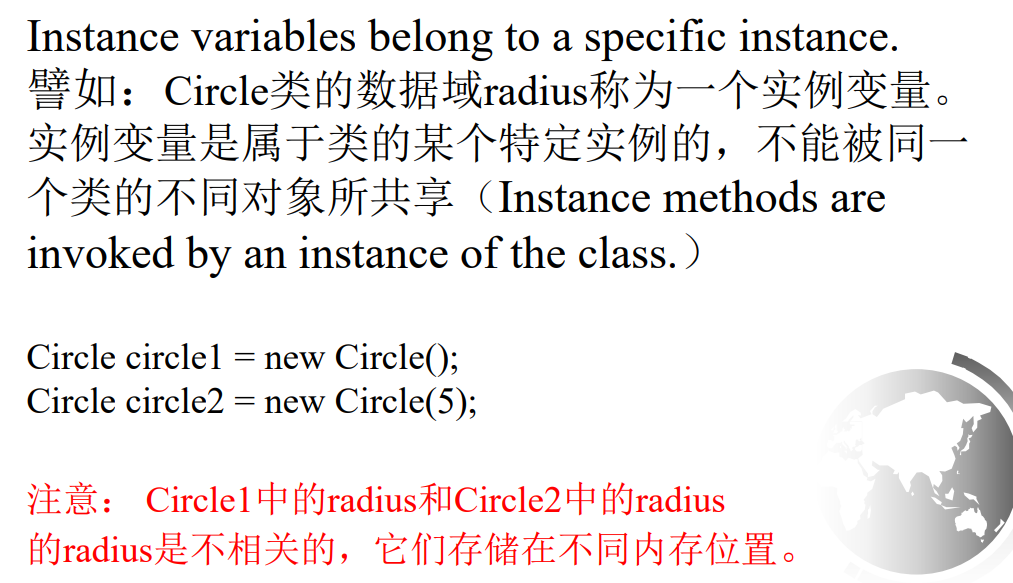 Instance variables belong to a specific instance.
譬如：Circle类的数据域radius称为一个实例变量。
实例变量是属于类的某个特定实例的，不能被同一
个类的不同对象所共享（Instance methods are
invoked by an instance of the class.）
Circle circle1 = new Circle();
Circle circle2 = new Circle(5);
注意： Circle1中的radius和Circle2中的radius
的radius是不相关的，它们存储在不同内存位置。